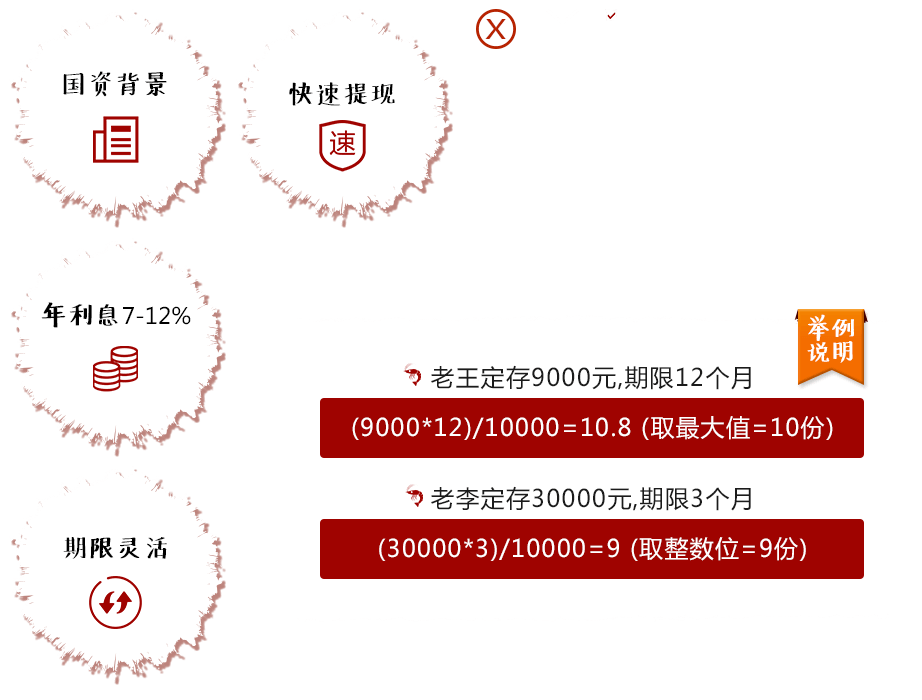 国资背景
快速提现
速
X
年利息7-12%
举例
说明
老王定存9000元,期限12个月
(9000*12)/10000=10.8 (取最大值=10份)
老李定存30000元,期限3个月
(30000*3)/10000=9 (取整数位=9份)
期限灵活